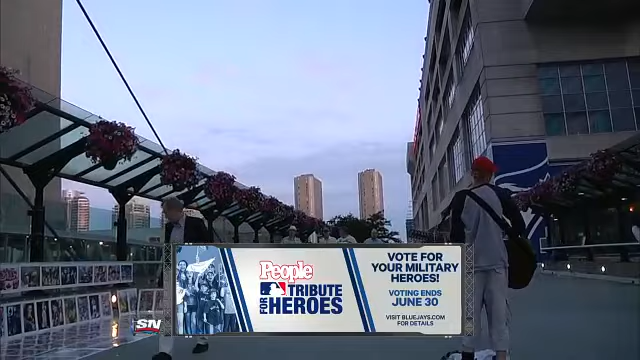 People
TRIBUTE
FOR HEROES
VOTE FOR
YOUR MILITARY
HEROES!
VOTING ENDS
JUNE 30
VISIT BLUEJAYS.COM
FOR DETAILS
SN